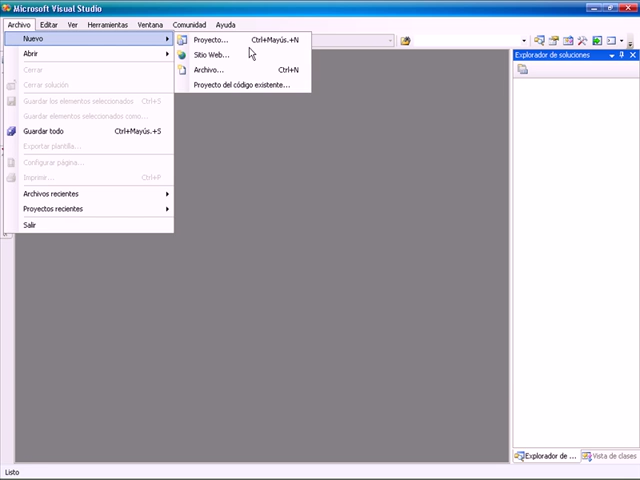 Microsoft Visual Studio
Archivo Editar Ver Herramientas Ventana Comunidad Ayuda
Nuevo
Abrir
Cerrar
Cerrar solución
Guardar los elementos seleccionados Ctrl+S
Guardar elementos seleccionados como...
Guardar todo Ctrl+Mayús.+S
Exportar plantilla...
Configurar página...
Imprimir... Ctrl+P
Archivos recientes
Proyectos recientes
Salir
Proyecto... Ctrl+Mayús.+N
Sitio Web...
Archivo... Ctrl+N
Proyecto del código existente...
Explorador de soluciones
Explorador de ... Vista de clases
Listo